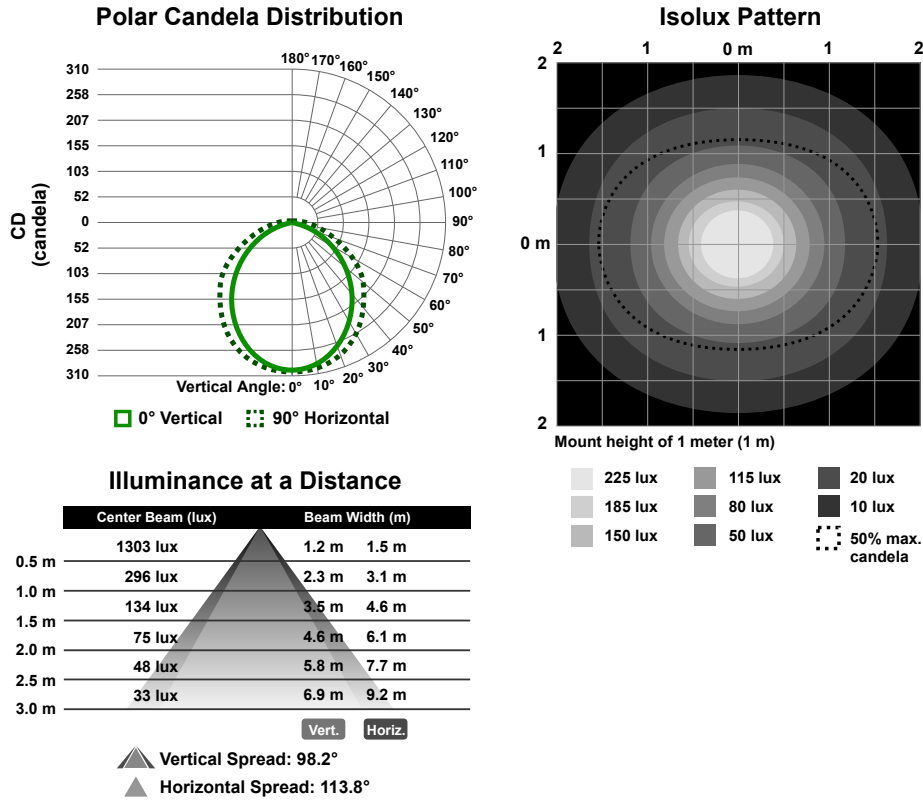 Polar Candela Distribution
180° 170° 160° 150° 140° 130° 120° 110° 100° 90° 80° 70° 60° 50° 40° 30° 20° 10°
310
258
207
155
103
52
0
52
103
155
207
258
310
CD
(candela)
Vertical Angle: 0°
0° Vertical 90° Horizontal
Isolux Pattern
2 1 0 m 1 2
2
1
0 m
1
2
Mount height of 1 meter (1 m)
225 lux 115 lux 20 lux
185 lux 80 lux 10 lux
150 lux 50 lux 50% max.
candela
Illuminance at a Distance
Center Beam (lux) Beam Width (m)
1303 lux 1.2 m 1.5 m
0.5 m
296 lux 2.3 m 3.1 m
1.0 m
134 lux 3.5 m 4.6 m
1.5 m
75 lux 4.6 m 6.1 m
2.0 m
48 lux 5.8 m 7.7 m
2.5 m
33 lux 6.9 m 9.2 m
3.0 m
Vert. Horiz.
Vertical Spread: 98.2°
Horizontal Spread: 113.8°